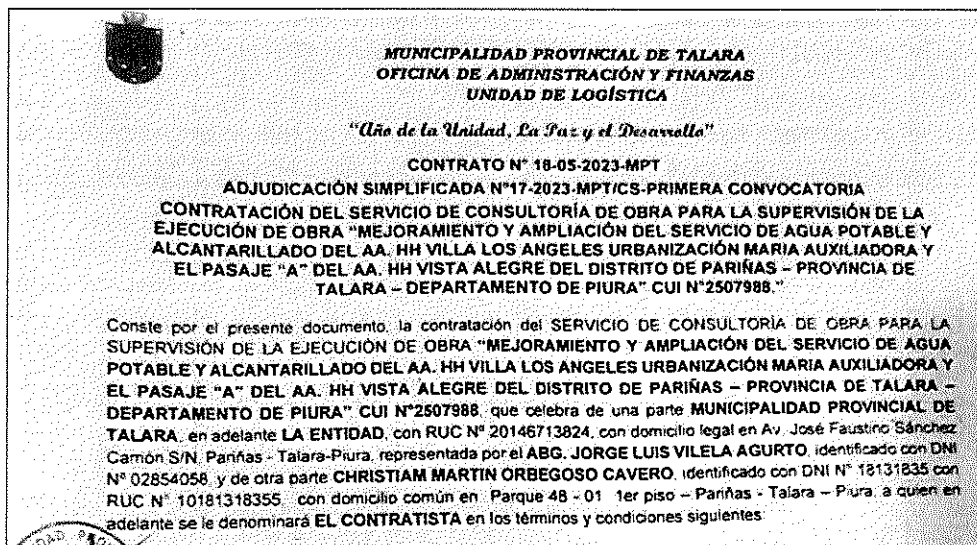 MUNICIPALIDAD PROVINCIAL DE TALARA
OFICINA DE ADMINISTRACIÓN Y FINANZAS
UNIDAD DE LOGÍSTICA
"Año de la Unidad, La Paz y el Desarrollo"
CONTRATO N° 18-05-2023-MPT
ADJUDICACIÓN SIMPLIFICADA N°17-2023-MPT/CS-PRIMERA CONVOCATORIA
CONTRATACIÓN DEL SERVICIO DE CONSULTORÍA DE OBRA PARA LA SUPERVISIÓN DE LA
EJECUCIÓN DE OBRA "MEJORAMIENTO Y AMPLIACIÓN DEL SERVICIO DE AGUA POTABLE Y
ALCANTARILLADO DEL AA. HH VILLA LOS ANGELES URBANIZACIÓN MARIA AUXILIADORA Y
EL PASAJE "A" DEL AA. HH VISTA ALEGRE DEL DISTRITO DE PARIÑAS – PROVINCIA DE
TALARA – DEPARTAMENTO DE PIURA" CUI N°2507988."
Conste por el presente documento, la contratación del SERVICIO DE CONSULTORÍA DE OBRA PARA LA
SUPERVISIÓN DE LA EJECUCIÓN DE OBRA "MEJORAMIENTO Y AMPLIACIÓN DEL SERVICIO DE AGUA
POTABLE Y ALCANTARILLADO DEL AA. HH VILLA LOS ANGELES URBANIZACIÓN MARIA AUXILIADORA Y
EL PASAJE "A" DEL AA. HH VISTA ALEGRE DEL DISTRITO DE PARIÑAS – PROVINCIA DE TALARA –
DEPARTAMENTO DE PIURA" CUI N°2507988, que celebra de una parte MUNICIPALIDAD PROVINCIAL DE
TALARA, en adelante LA ENTIDAD, con RUC Nº 20146713824, con domicilio legal en Av. José Faustino Sánchez
Carrión S/N, Pariñas - Talara-Piura, representada por el ABG. JORGE LUIS VILELA AGURTO, identificado con DNI
Nº 02854058, y de otra parte CHRISTIAM MARTIN ORBEGOSO CAVERO, identificado con DNI N° 18131835 con
RUC N° 10181318355, con domicilio común en Parque 48 - 01 1er piso – Pariñas - Talara – Piura, a quien en
adelante se le denominará EL CONTRATISTA en los términos y condiciones siguientes: